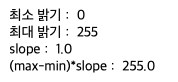 최소 밝기 :  0
최대 밝기 :  255
slope :  1.0
(max-min)*slope :  255.0